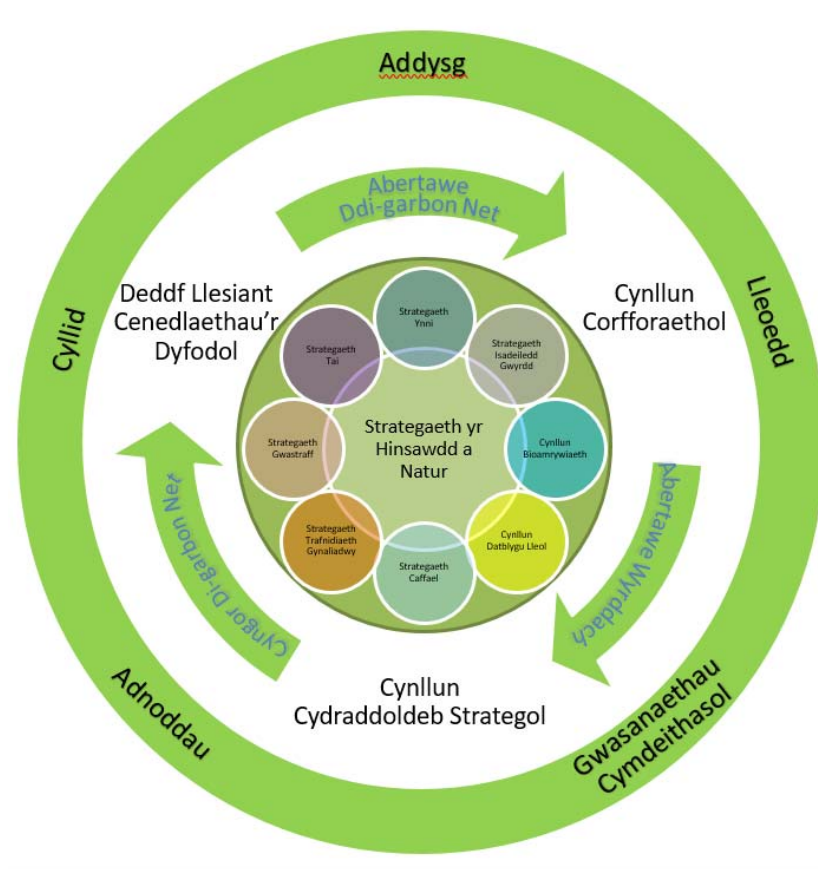 Addysg
Abertawe
Ddi-garbon Net
Deddf Llesiant
Cenedlaethau'r
Dyfodol
Cynllun
Corfforaethol
Cyllid
Lleoedd
Strategaeth
Ynni
Strategaeth
Tai
Strategaeth
Isadeiledd
Gwyrdd
Strategaeth
Gwastraff
Strategaeth yr
Hinsawdd a
Natur
Cynllun
Bioamrywiaeth
Strategaeth
Trafnidiaeth
Gynaliadwy
Strategaeth
Caffael
Cynllun
Datblygu Lleol
Cyngor Di-garbon Net
Abertawe Wyrddach
Cynllun
Cydraddoldeb Strategol
Adnoddau
Gwasanaethau
Cymdeithasol